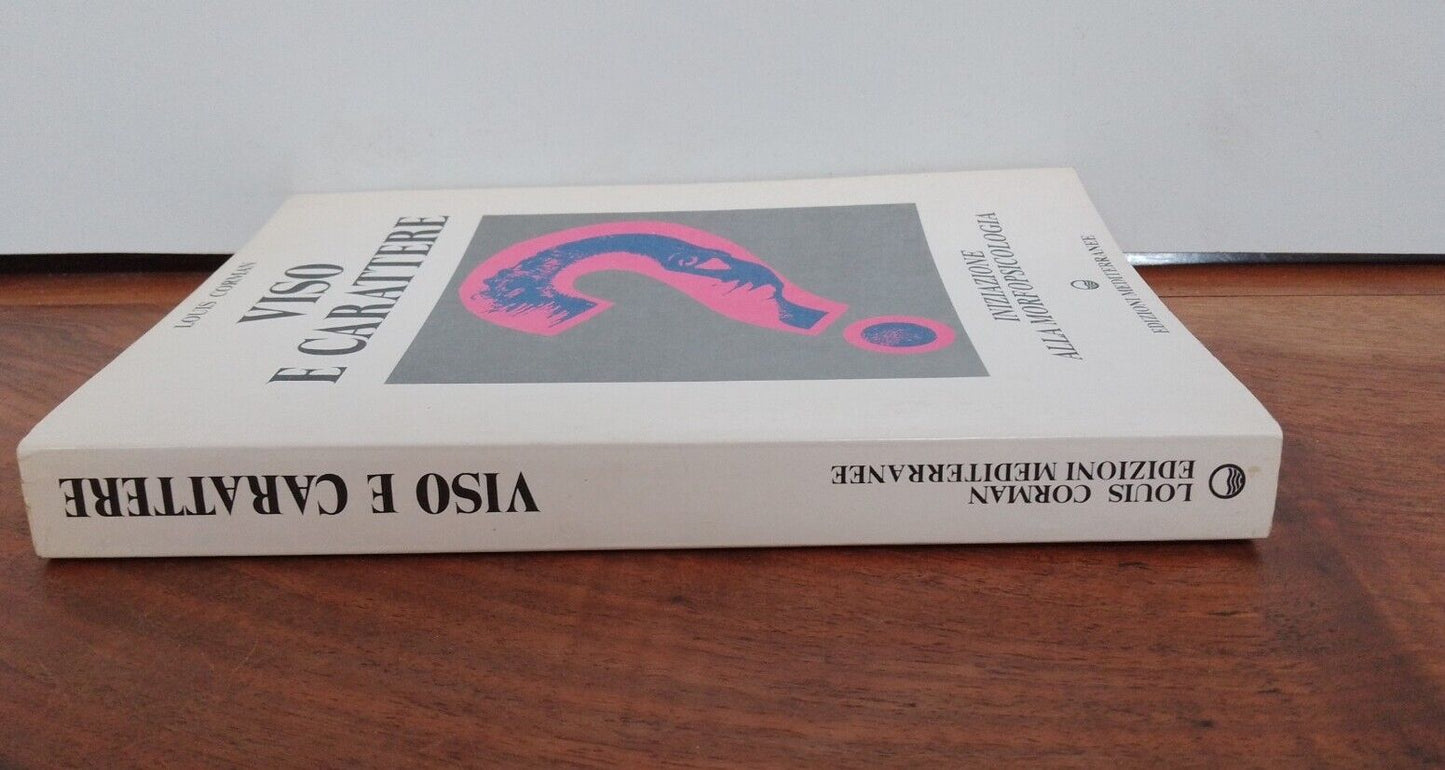 LOUIS CORMAN
VISO
E CARATTERE
INIZIAZIONE
ALLA MORFOPSICOLOGIA
EDIZIONI MEDITERRANEE
VISO E CARATTERE
LOUIS CORMAN
EDIZIONI MEDITERRANEE